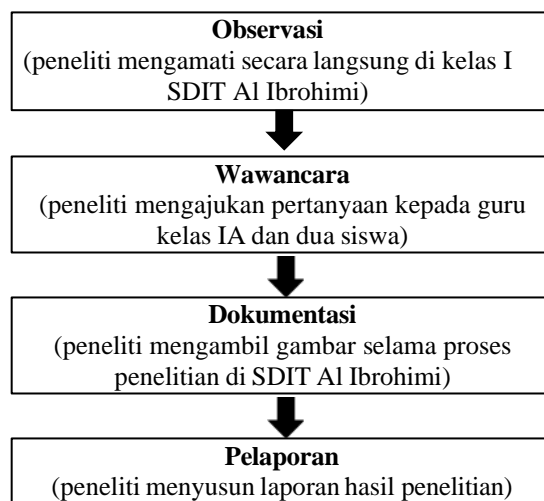 Observasi
(peneliti mengamati secara langsung di kelas I
SDIT Al Ibrohimi)
Wawancara
(peneliti mengajukan pertanyaan kepada guru
kelas IA dan dua siswa)
Dokumentasi
(peneliti mengambil gambar selama proses
penelitian di SDIT Al Ibrohimi)
Pelaporan
(peneliti menyusun laporan hasil penelitian)